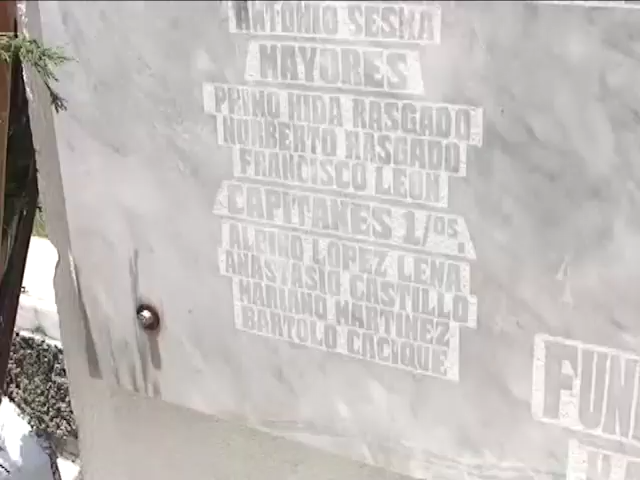 ANTONIO SESMA
MAYORES
PRIMO NIDA RASGADO
NORBERTO RASGADO
FRANCISCO LEON
CAPITANES 1/os.
ALBINO LOPEZ LENA
ANASTASIO CASTILLO
MARIANO MARTINEZ
BARTOLO CACIQUE
FUN